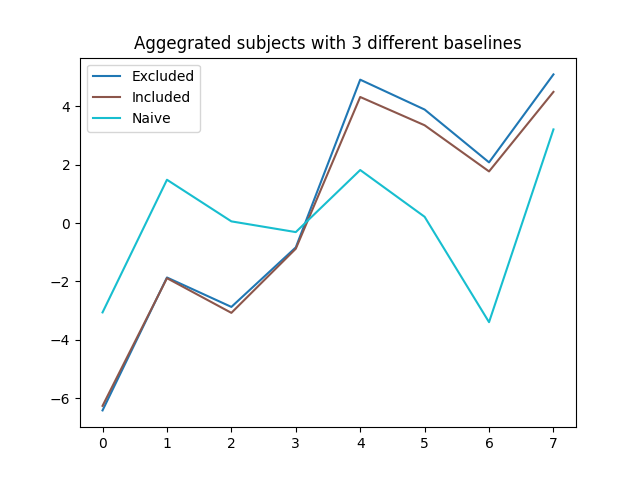 Aggegrated subjects with 3 different baselines
Excluded
Included
Naive
4
2
0
−2
−4
−6
0 1 2 3 4 5 6 7